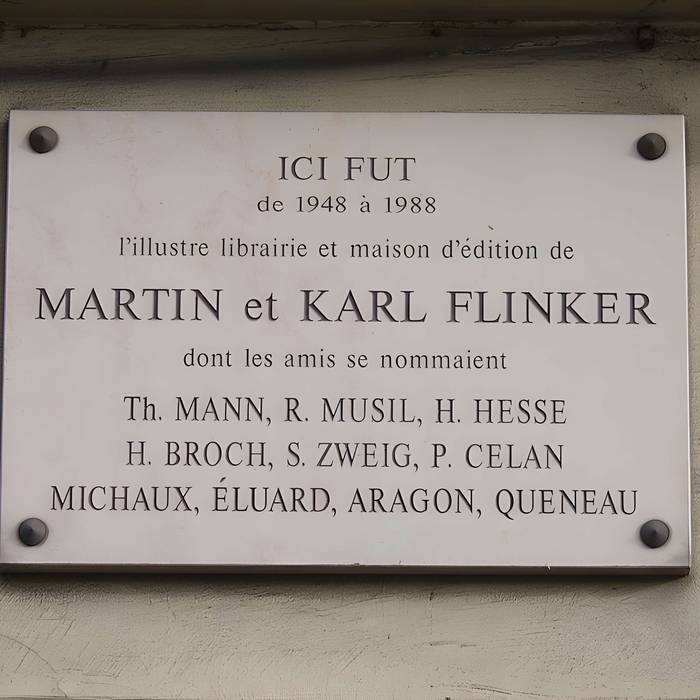 ICI FUT
de 1948 à 1988
l'illustre librairie et maison d'édition de
MARTIN et KARL FLINKER
dont les amis se nommaient
Th. MANN, R. MUSIL, H. HESSE
H. BROCH, S. ZWEIG, P. CELAN
MICHAUX, ÉLUARD, ARAGON, QUENEAU